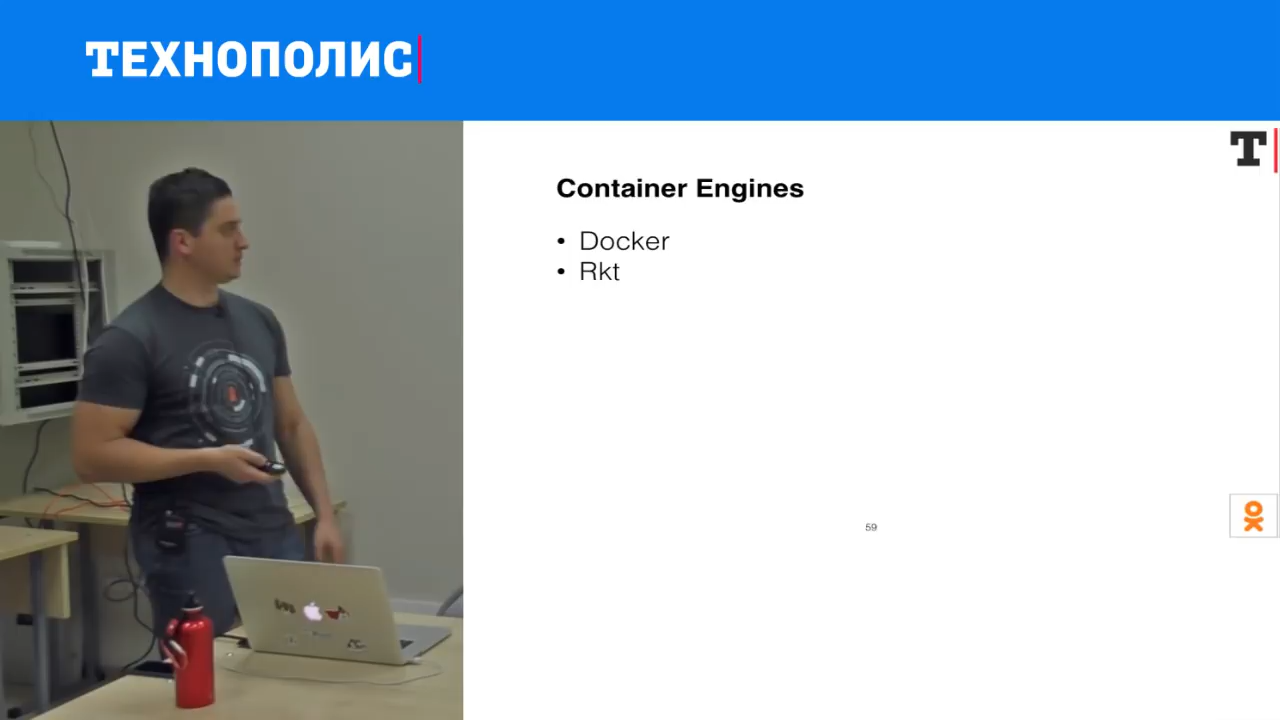 ТЕХНОПОЛИС
T
Container Engines
• Docker
• Rkt
59